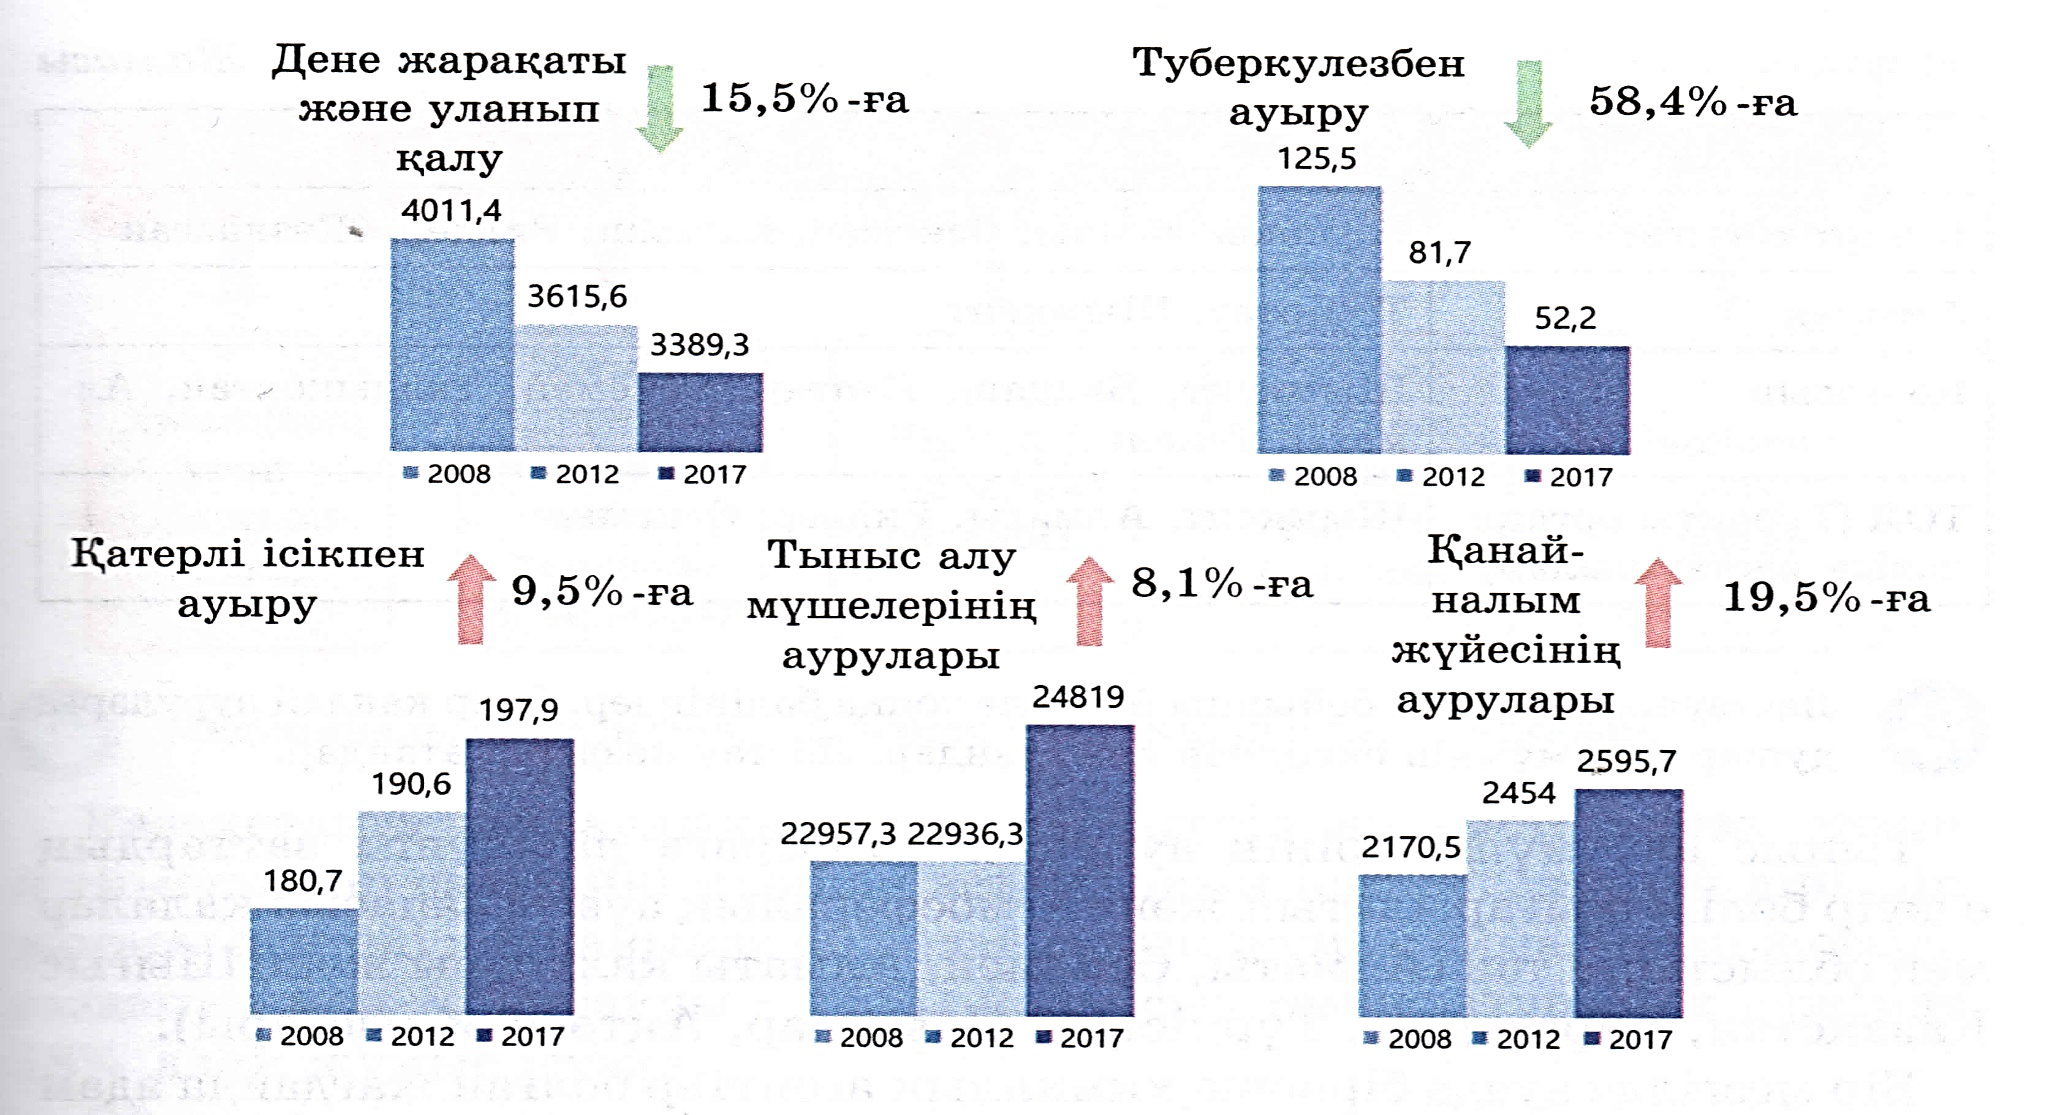 Дене жарақаты
және уланып
қалу
15,5%-ға
4011,4
3615,6
3389,3
2008 2012 2017
Туберкулезбен
ауыру
58,4%-ға
125,5
81,7
52,2
2008 2012 2017
Қатерлі ісікпен
ауыру
9,5%-ға
180,7
190,6
197,9
2008 2012 2017
Тыныс алу
мүшелерінің
аурулары
8,1%-ға
22957,3 22936,3
24819
2008 2012 2017
Қанай-
налым
жүйесінің
аурулары
19,5%-ға
2170,5
2454
2595,7
2008 2012 2017